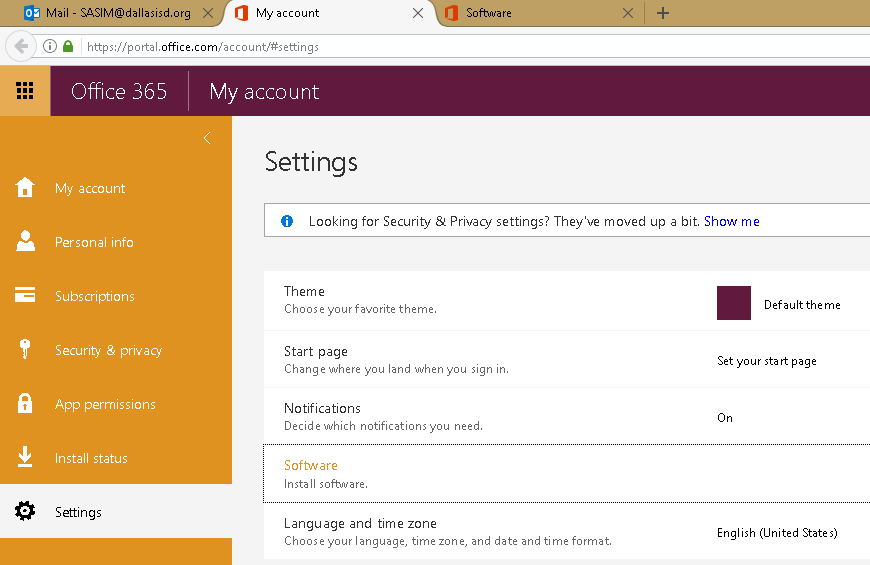 Mail - SASIM@dallasisd.org
My account
Software
https://portal.office.com/account/#settings
Office 365
My account
My account
Personal info
Subscriptions
Security & privacy
App permissions
Install status
Settings
Settings
Looking for Security & Privacy settings? They've moved up a bit. Show me
Theme
Choose your favorite theme.
Default theme
Start page
Change where you land when you sign in.
Set your start page
Notifications
Decide which notifications you need.
On
Software
Install software.
Language and time zone
Choose your language, time zone, and date and time format.
English (United States)